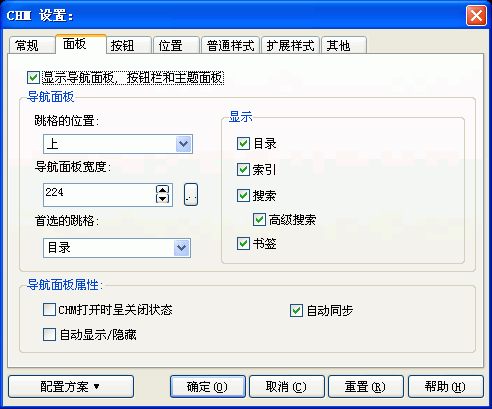 CHM 设置:
常规 面板 按钮 位置 普通样式 扩展样式 其他
显示导航面板, 按钮栏和主题面板
导航面板
跳格的位置:
上
导航面板宽度:
224
..
首选的跳格:
目录
显示
目录
索引
搜索
高级搜索
书签
导航面板属性:
CHM打开时呈关闭状态
自动同步
自动显示/隐藏
配置方案 ▼ 确定(O) 取消(C) 重置(R) 帮助(H)